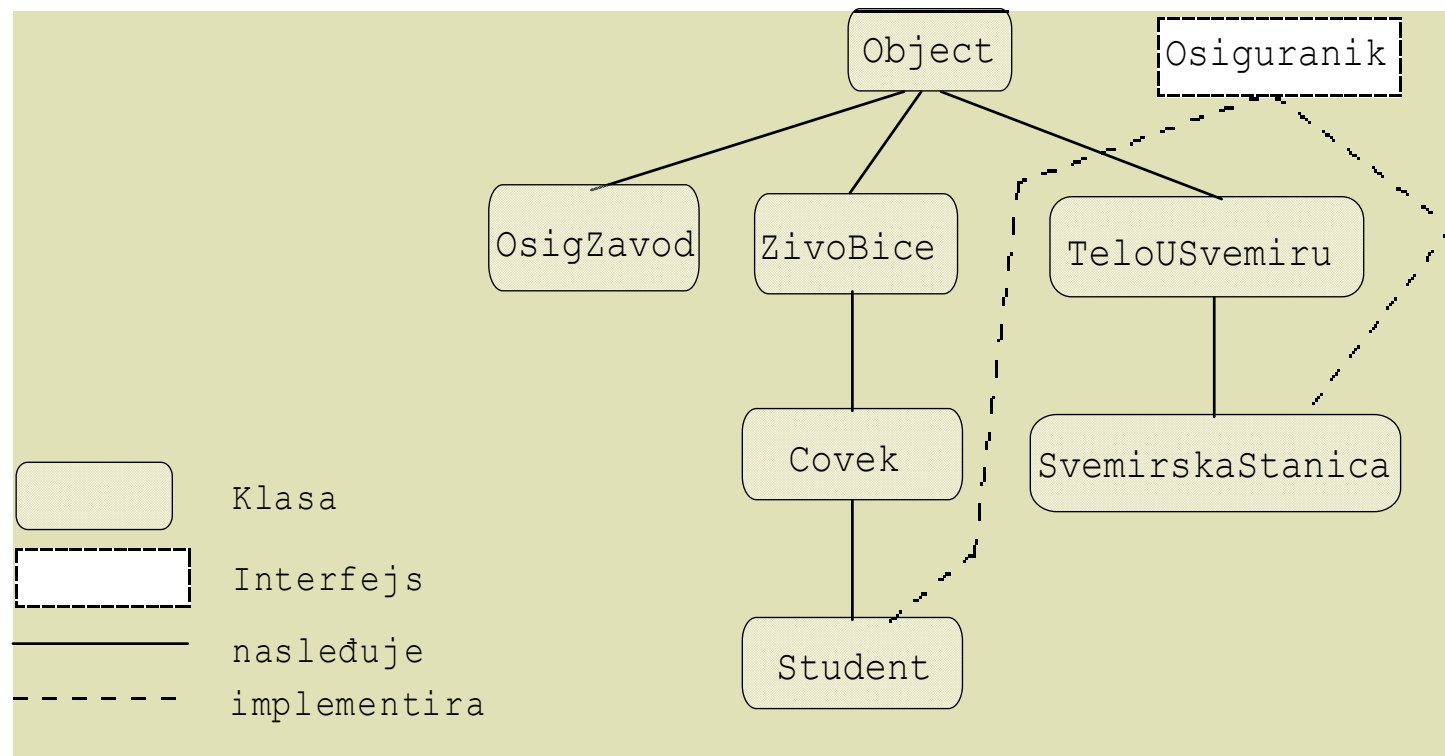 Object
Osiguranik
OsigZavod
ZivoBice
TeloUSvemiru
Covek
SvemirskaStanica
Klasa
Interfejs
nasleđuje
Student
implementira